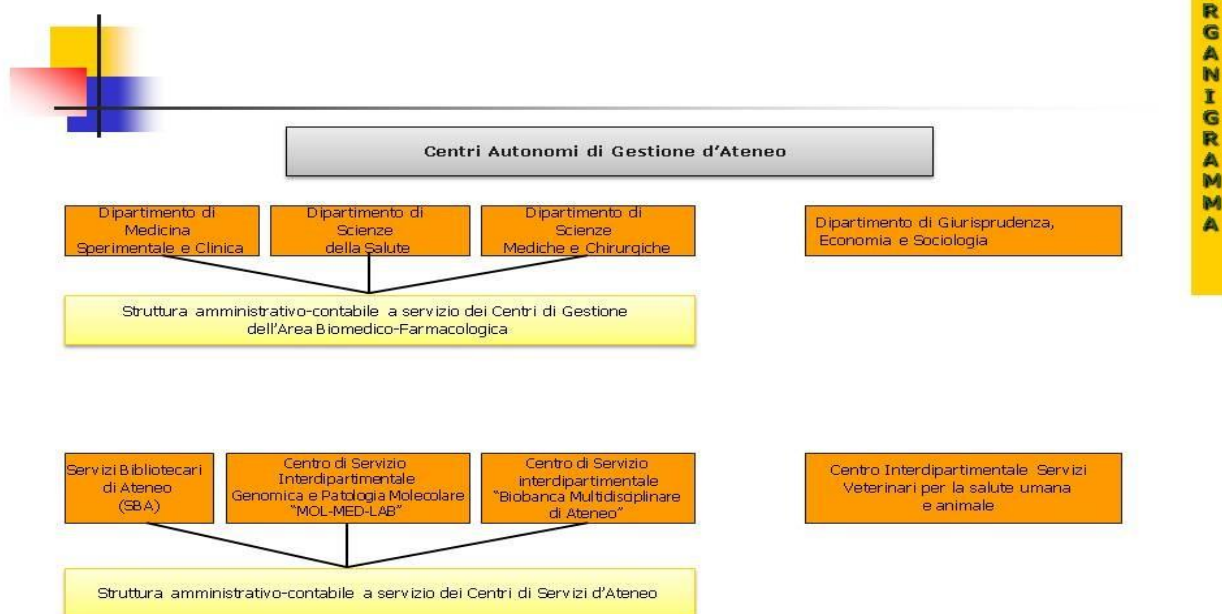 RGANIGRAMMA
Centri Autonomi di Gestione d'Ateneo
Dipartimento di
Medicina
Sperimentale e Clinica
Dipartimento di
Scienze
della Salute
Dipartimento di
Scienze
Mediche e Chirurgiche
Dipartimento di Giurisprudenza,
Economia e Sociologia
Struttura amministrativo-contabile a servizio dei Centri di Gestione
dell'Area Biomedico-Farmacologica
Servizi Bibliotecari
di Ateneo
(SBA)
Centro di Servizio
Interdipartimentale
Genomica e Patologia Molecolare
"MOL-MED-LAB"
Centro di Servizio
interdipartimentale
"Biobanca Multidisciplinare
di Ateneo"
Centro Interdipartimentale Servizi
Veterinari per la salute umana
e animale
Struttura amministrativo-contabile a servizio dei Centri di Servizi d'Ateneo